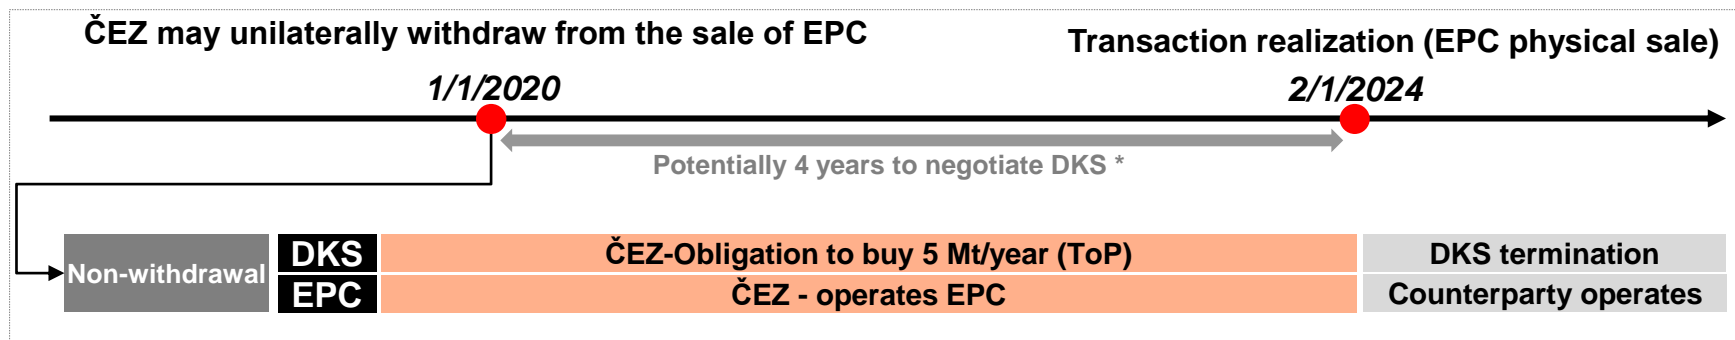 ČEZ may unilaterally withdraw from the sale of EPC
Transaction realization (EPC physical sale)
1/1/2020
2/1/2024
Potentially 4 years to negotiate DKS *
Non-withdrawal
DKS
ČEZ-Obligation to buy 5 Mt/year (ToP)
DKS termination
EPC
ČEZ - operates EPC
Counterparty operates